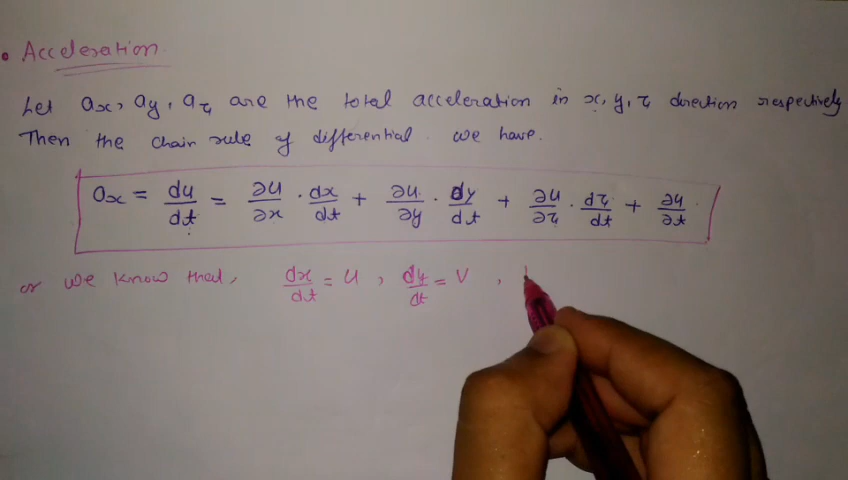 • Acceleration
Let ax, ay, az are the total acceleration in x, y, z direction respectively
Then the chain rule of differential. we have.
ax = du/dt = ∂u/∂x · dx/dt + ∂u/∂y · dy/dt + ∂u/∂z · dz/dt + ∂u/∂t
or we know that, dx/dt = u, dy/dt = v,